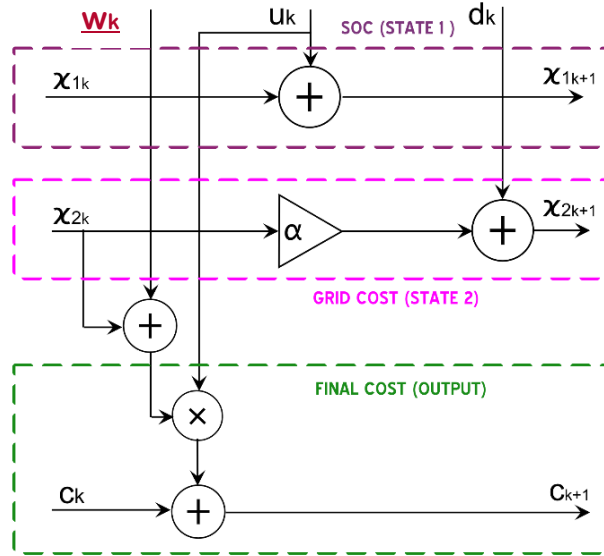 Wk
uk
dk
SOC (STATE 1)
χ1k
+
χ1k+1
χ2k
α
+
χ2k+1
GRID COST (STATE 2)
+
FINAL COST (OUTPUT)
×
ck
+
ck+1